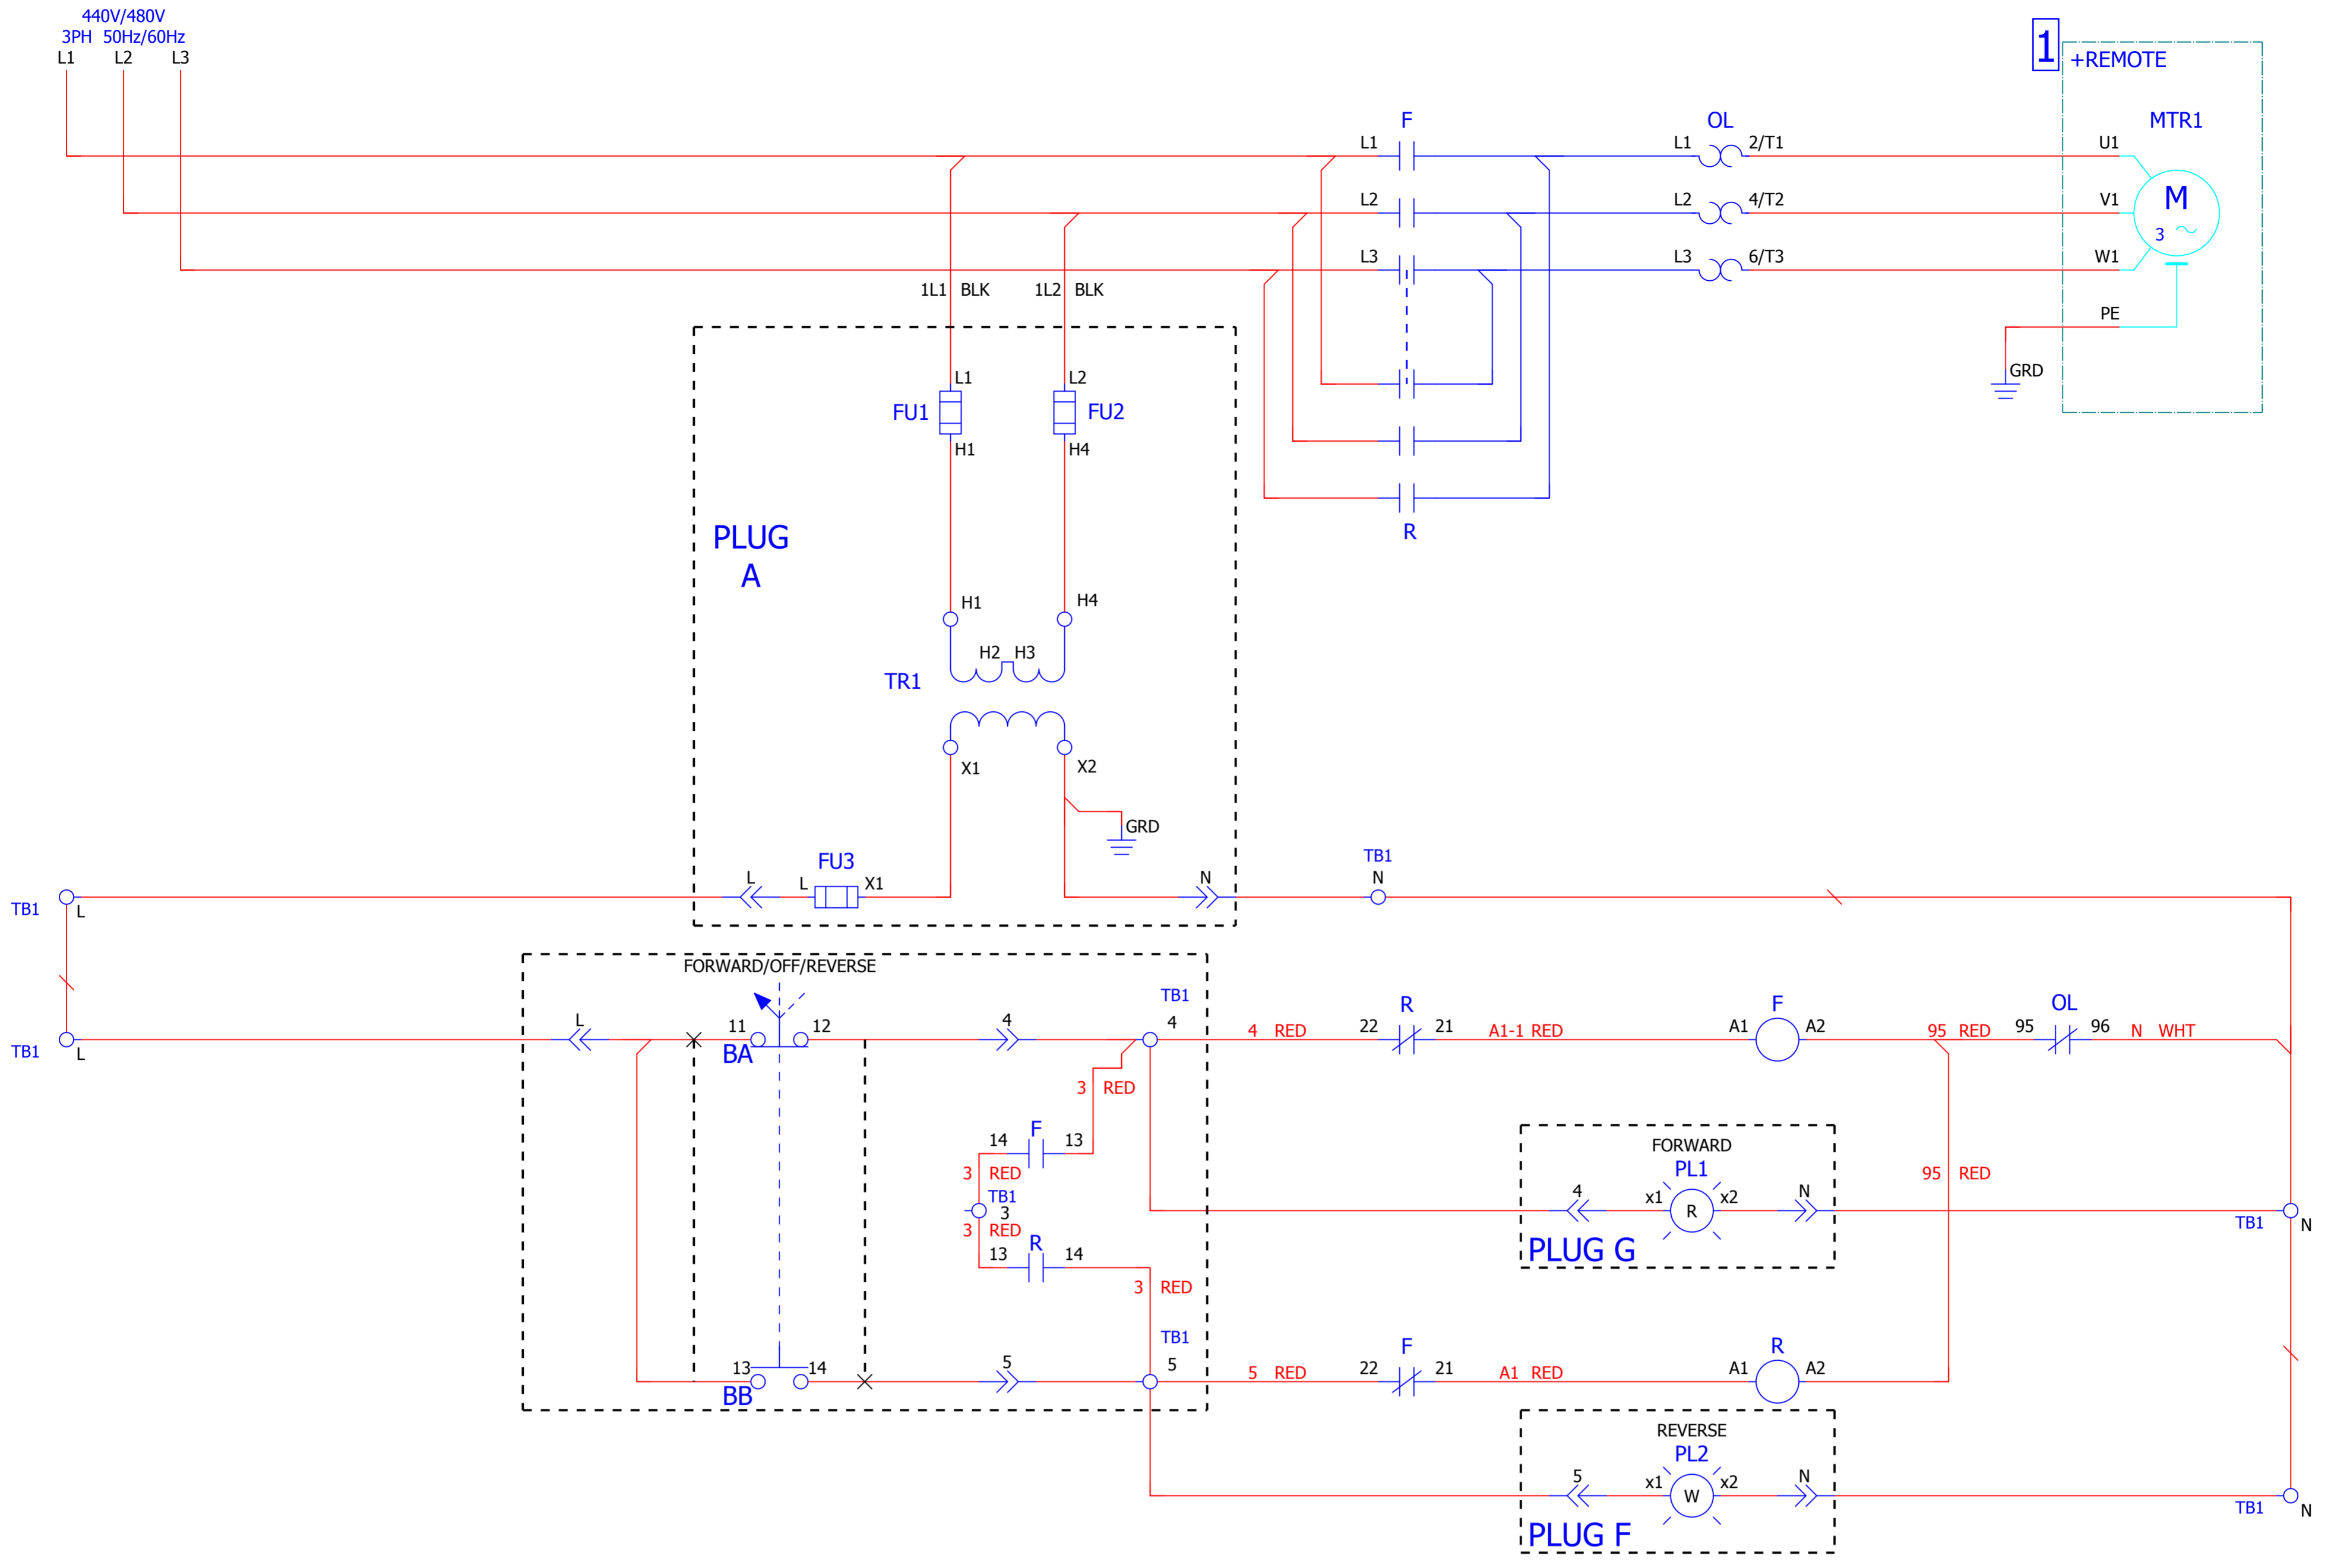 440V/480V
3PH 50Hz/60Hz
L1 L2 L3
1
+REMOTE
F
OL
MTR1
L1
L1
2/T1
U1
L2
L2
4/T2
V1
M
3
L3
L3
6/T3
W1
1L1 BLK
1L2 BLK
PE
GRD
L1
L2
FU1
FU2
H1
H4
R
PLUG
A
H1
H4
H2 H3
TR1
X1
X2
GRD
FU3
TB1
L
L
X1
N
N
TB1
L
FORWARD/OFF/REVERSE
TB1
R
F
OL
L
11
12
4
4
4 RED
22
21
A1-1 RED
A1
A2
95 RED
95
96
N WHT
TB1
L
BA
3 RED
F
14
13
FORWARD
PL1
3 RED
95 RED
TB1
3
4
x1
R
x2
N
3 RED
TB1
N
R
13
14
PLUG G
3 RED
TB1
F
R
13
14
5
5
5 RED
22
21
A1 RED
A1
A2
BB
REVERSE
PL2
5
x1
W
x2
N
TB1
N
PLUG F